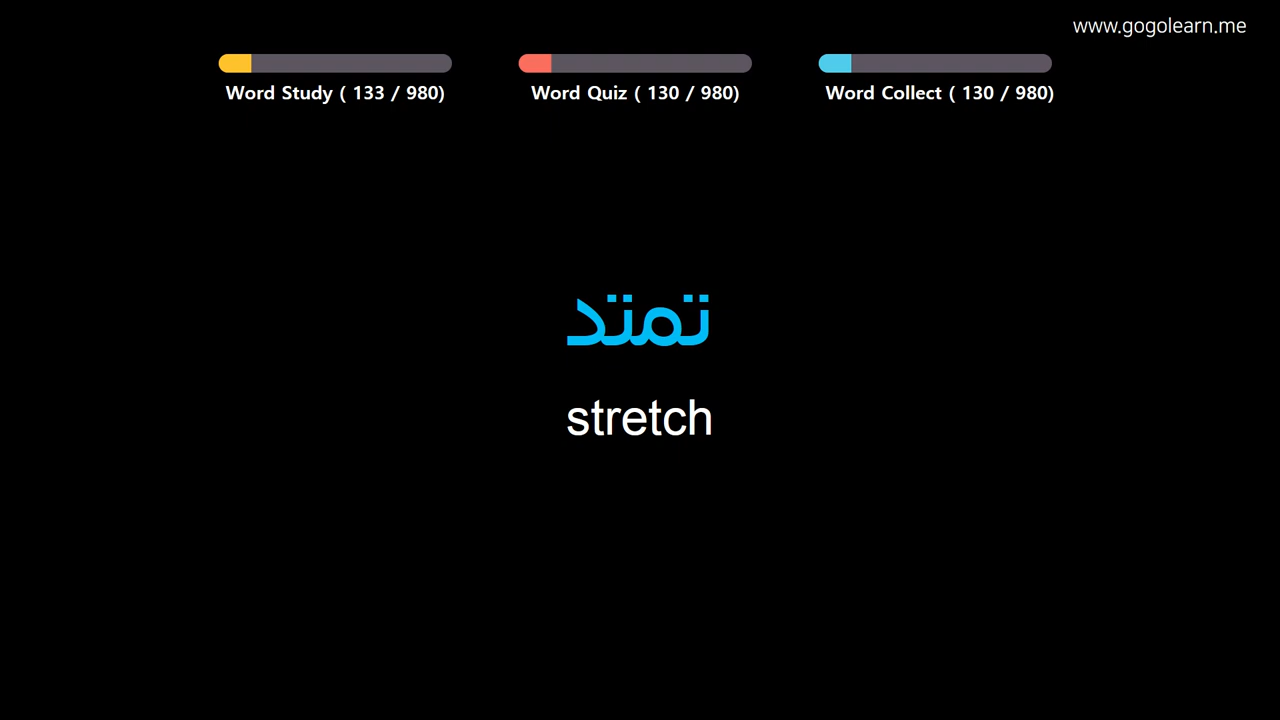 www.gogolearn.me
Word Study ( 133 / 980)
Word Quiz ( 130 / 980)
Word Collect ( 130 / 980)
تمتد
stretch